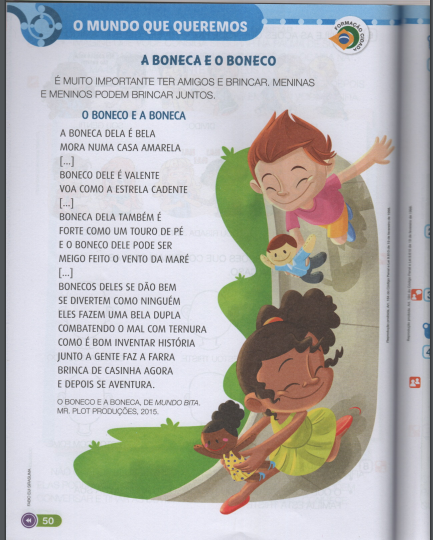 O MUNDO QUE QUEREMOS
FORMAÇÃO CIDADÃ
A BONECA E O BONECO
É MUITO IMPORTANTE TER AMIGOS E BRINCAR. MENINAS
E MENINOS PODEM BRINCAR JUNTOS.
O BONECO E A BONECA
A BONECA DELA É BELA
MORA NUMA CASA AMARELA
[...]
BONECO DELE É VALENTE
VOA COMO A ESTRELA CADENTE
[...]
BONECA DELA TAMBÉM É
FORTE COMO UM TOURO DE PÉ
E O BONECO DELE PODE SER
MEIGO FEITO O VENTO DA MARÉ
[...]
BONECOS DELES SE DÃO BEM
SE DIVERTEM COMO NINGUÉM
ELES FAZEM UMA BELA DUPLA
COMBATENDO O MAL COM TERNURA
COMO É BOM INVENTAR HISTÓRIA
JUNTO A GENTE FAZ A FARRA
BRINCA DE CASINHA AGORA
E DEPOIS SE AVENTURA.
O BONECO E A BONECA, DE MUNDO BITA.
MR. PLOT PRODUÇÕES, 2015.
50